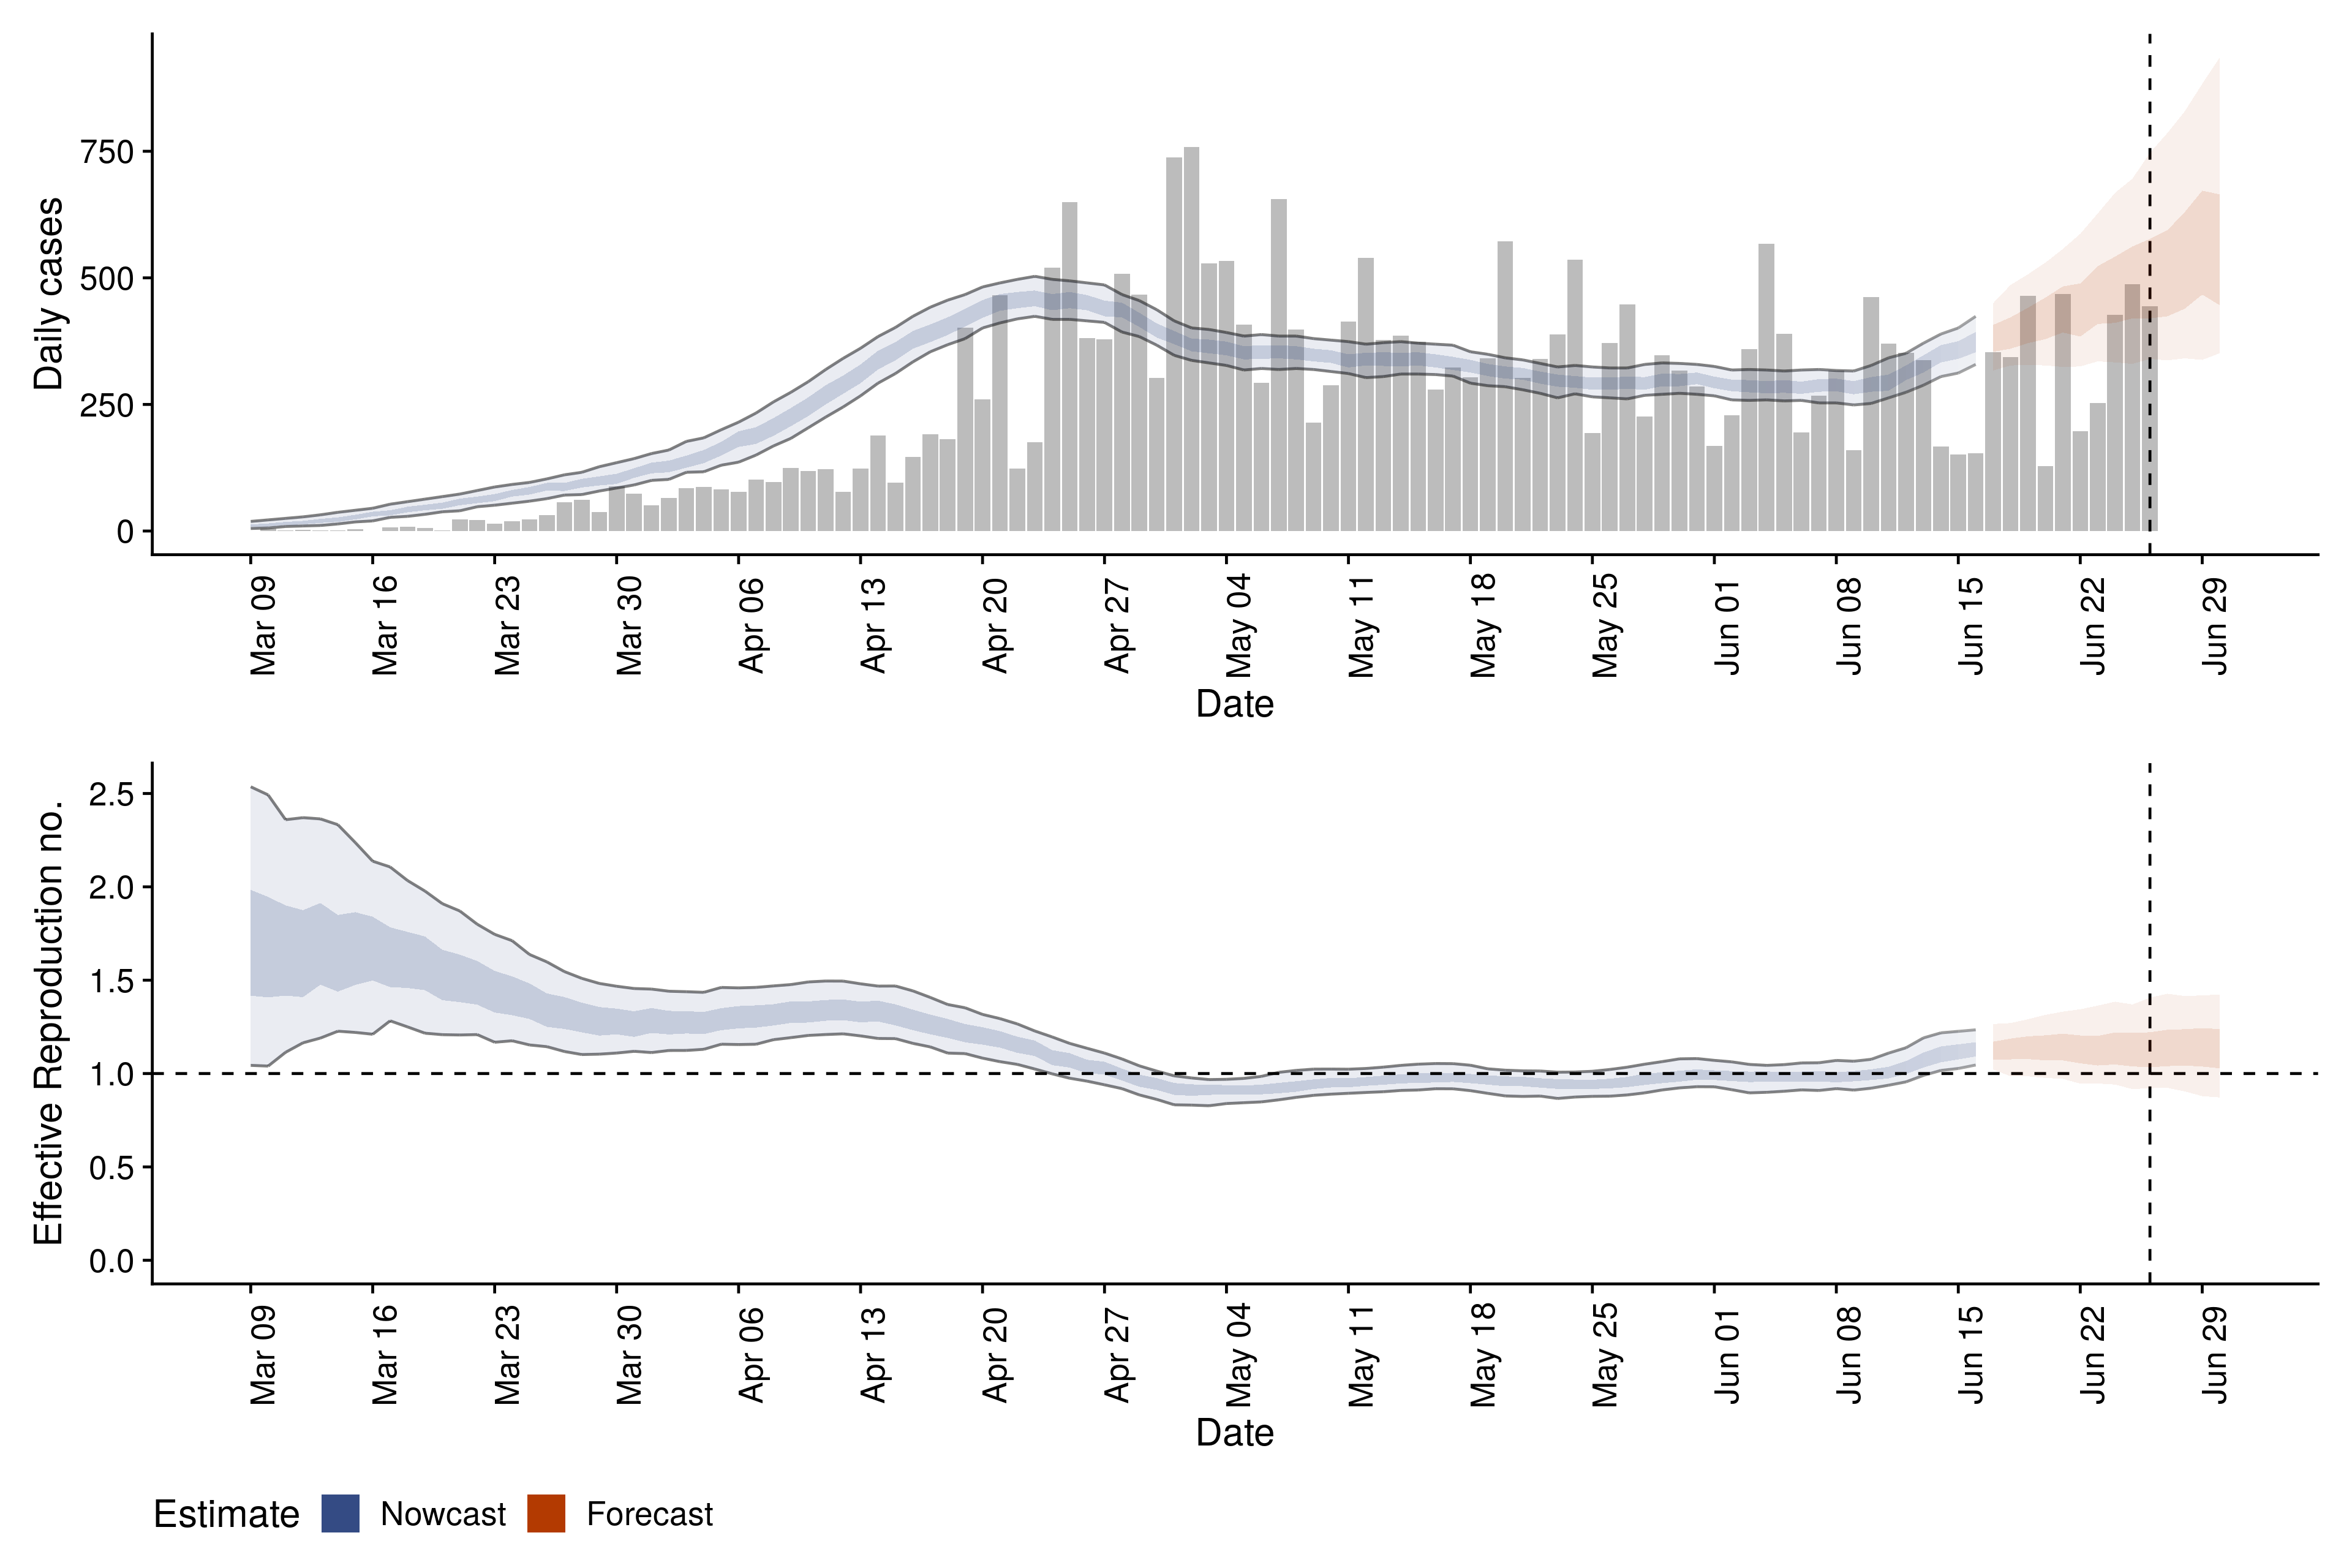 Daily cases
750
500
250
0
Mar 09
Mar 16
Mar 23
Mar 30
Apr 06
Apr 13
Apr 20
Apr 27
May 04
May 11
May 18
May 25
Jun 01
Jun 08
Jun 15
Jun 22
Jun 29
Date
Effective Reproduction no.
2.5
2.0
1.5
1.0
0.5
0.0
Mar 09
Mar 16
Mar 23
Mar 30
Apr 06
Apr 13
Apr 20
Apr 27
May 04
May 11
May 18
May 25
Jun 01
Jun 08
Jun 15
Jun 22
Jun 29
Date
Estimate Nowcast Forecast